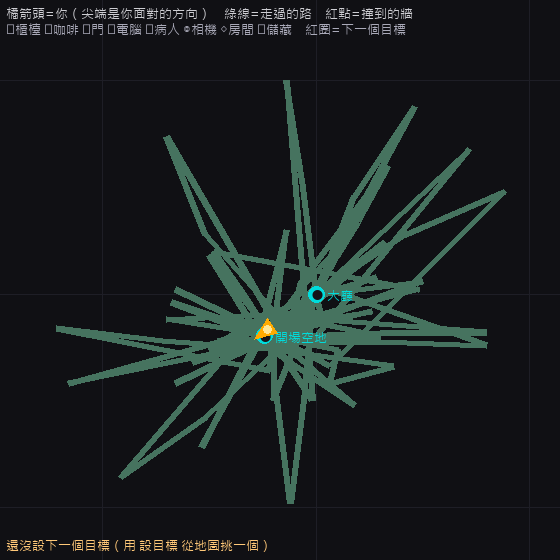 橘箭頭=你（尖端是你面對的方向） 綠線=走過的路 紅點=撞到的牆
櫃檯 咖啡 門 電腦 病人 相機 ◇房間 儲藏 紅圈=下一個目標
大廳
開場空地
還沒設下一個目標（用 設目標 從地圖挑一個）